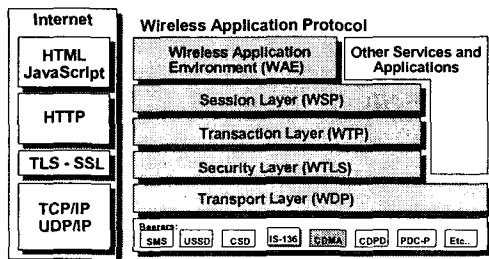 Internet
HTML
JavaScript
HTTP
TLS - SSL
TCP/IP
UDP/IP
Wireless Application Protocol
Wireless Application
Environment (WAE)
Other Services and
Applications
Session Layer (WSP)
Transaction Layer (WTP)
Security Layer (WTLS)
Transport Layer (WDP)
Bearers:
SMS
USSD
CSD
IS-136
CDMA
CDPD
PDC-P
Etc..